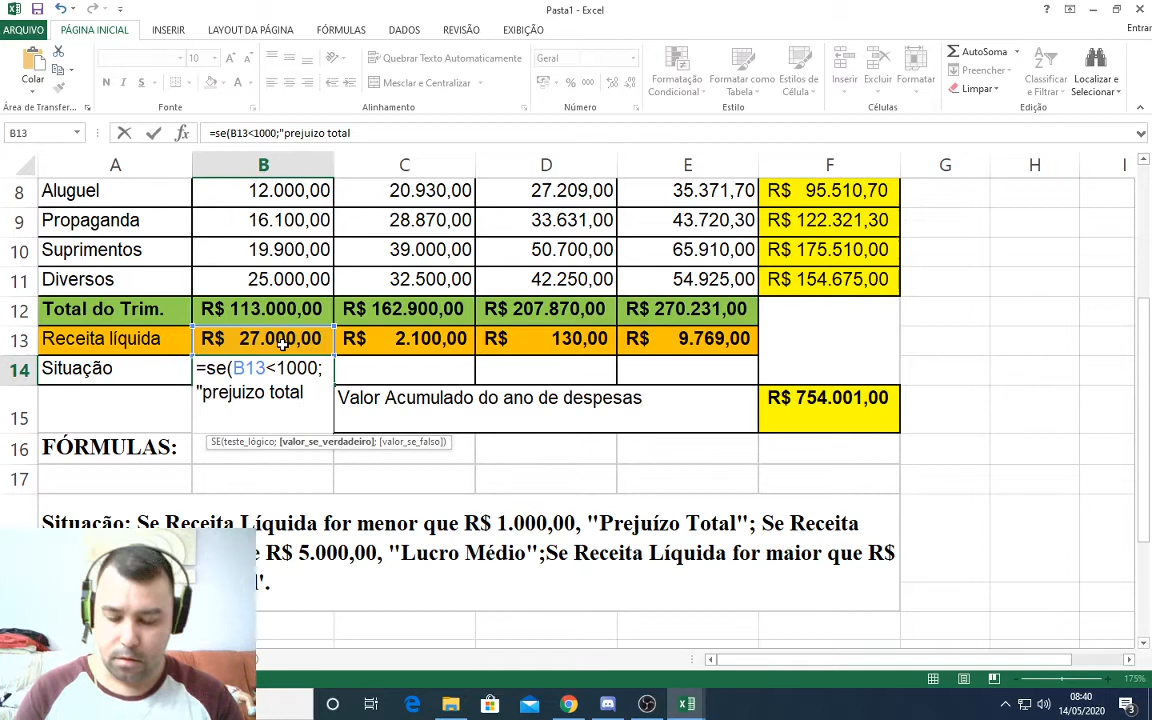 Pasta1 - Excel
ARQUIVO PÁGINA INICIAL INSERIR LAYOUT DA PÁGINA FÓRMULAS DADOS REVISÃO EXIBIÇÃO Entrar
Colar
10
N I S
Quebrar Texto Automaticamente
Mesclar e Centralizar
Geral
% 000
Formatação Condicional
Formatar como Tabela
Estilos de Célula
Inserir Excluir Formatar
AutoSoma
Preencher
Limpar
Classificar e Filtrar
Localizar e Selecionar
Área de Transfer... Fonte Alinhamento Número Estilo Células Edição
B13 fx =se(B13<1000;"prejuizo total
A B C D E F G H I
8 Aluguel 12.000,00 20.930,00 27.209,00 35.371,70 R$ 95.510,70
9 Propaganda 16.100,00 28.870,00 33.631,00 43.720,30 R$ 122.321,30
10 Suprimentos 19.900,00 39.000,00 50.700,00 65.910,00 R$ 175.510,00
11 Diversos 25.000,00 32.500,00 42.250,00 54.925,00 R$ 154.675,00
12 Total do Trim. R$ 113.000,00 R$ 162.900,00 R$ 207.870,00 R$ 270.231,00
13 Receita líquida R$ 27.000,00 R$ 2.100,00 R$ 130,00 R$ 9.769,00
14 Situação =se(B13<1000;
"prejuizo total
15 Valor Acumulado do ano de despesas R$ 754.001,00
SE(teste_lógico; [valor_se_verdadeiro]; [valor_se_falso])
16 FÓRMULAS:
17
Situação: Se Receita Líquida for menor que R$ 1.000,00, "Prejuízo Total"; Se Receita
e R$ 5.000,00, "Lucro Médio";Se Receita Líquida for maior que R$
175%
08:40
14/05/2020
3